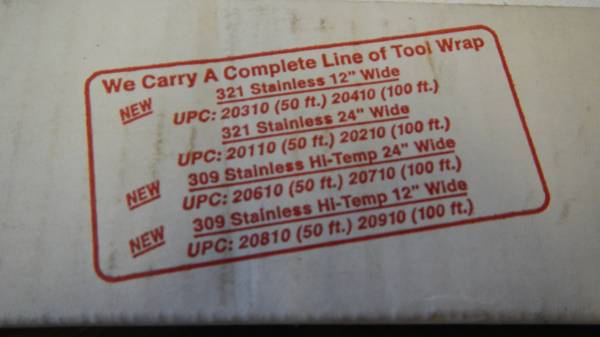 We Carry A Complete Line of Tool Wrap
NEW 321 Stainless 12" Wide
UPC: 20310 (50 ft.) 20410 (100 ft.)
321 Stainless 24" Wide
UPC: 20110 (50 ft.) 20210 (100 ft.)
NEW 309 Stainless Hi-Temp 24" Wide
UPC: 20610 (50 ft.) 20710 (100 ft.)
NEW 309 Stainless Hi-Temp 12" Wide
UPC: 20810 (50 ft.) 20910 (100 ft.)